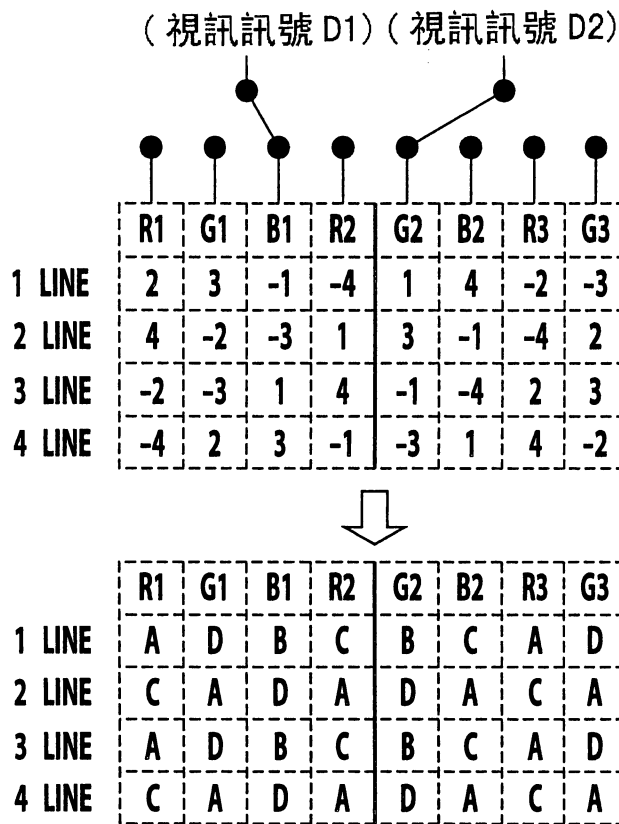 (視訊訊號 D1) (視訊訊號 D2)
R1 G1 B1 R2 G2 B2 R3 G3
1 LINE 2 3 -1 -4 1 4 -2 -3
2 LINE 4 -2 -3 1 3 -1 -4 2
3 LINE -2 -3 1 4 -1 -4 2 3
4 LINE -4 2 3 -1 -3 1 4 -2
R1 G1 B1 R2 G2 B2 R3 G3
1 LINE A D B C B C A D
2 LINE C A D A D A C A
3 LINE A D B C B C A D
4 LINE C A D A D A C A